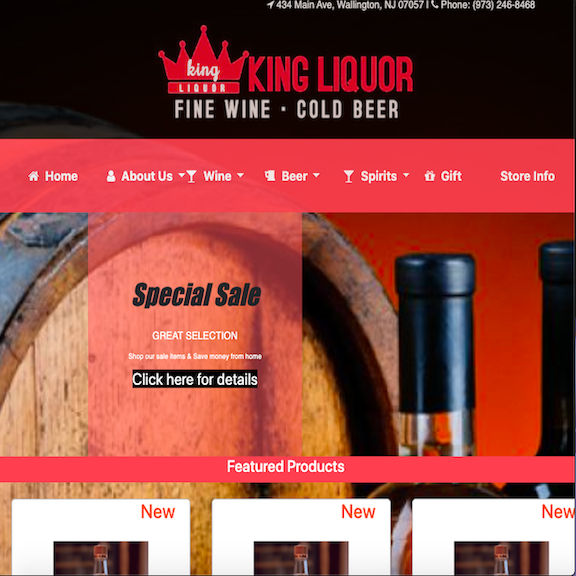 434 Main Ave, Wallington, NJ 07057 | Phone: (973) 246-8468
king
LIQUOR
KING LIQUOR
FINE WINE · COLD BEER
Home About Us Wine Beer Spirits Gift Store Info
Special Sale
GREAT SELECTION
Shop our sale items & Save money from home
Click here for details
Featured Products
New New New